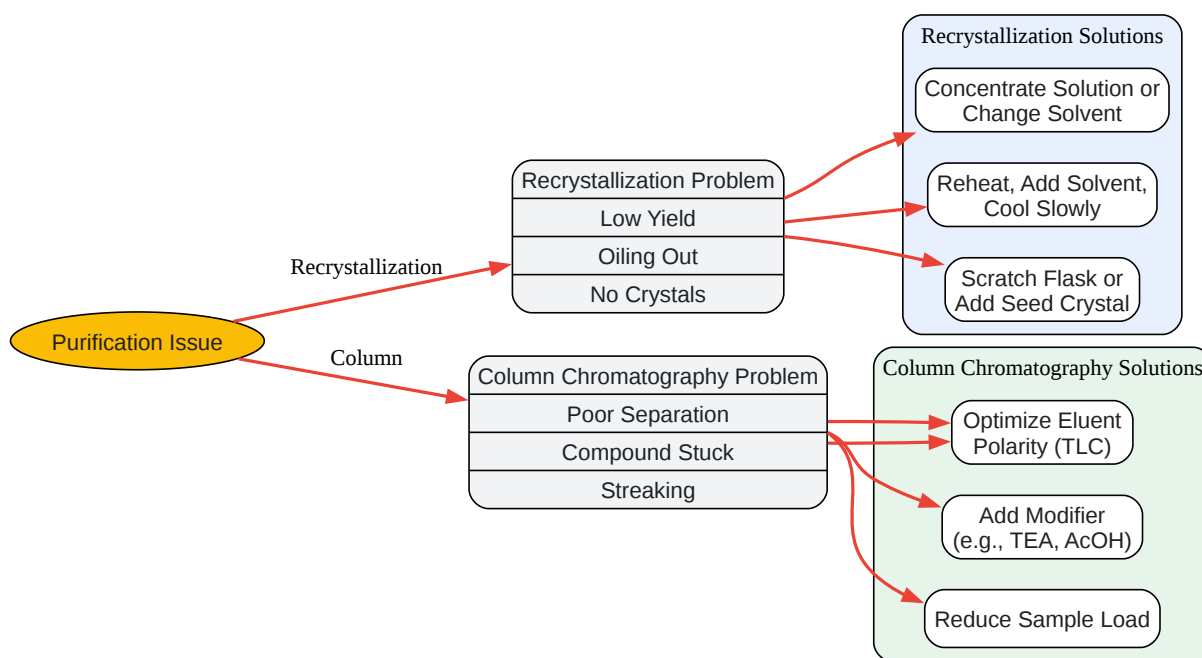 Purification Issue
Recrystallization
Column
Recrystallization Problem
Low Yield
Oiling Out
No Crystals
Column Chromatography Problem
Poor Separation
Compound Stuck
Streaking
Recrystallization Solutions
Concentrate Solution or
Change Solvent
Reheat, Add Solvent,
Cool Slowly
Scratch Flask or
Add Seed Crystal
Column Chromatography Solutions
Optimize Eluent
Polarity (TLC)
Add Modifier
(e.g., TEA, AcOH)
Reduce Sample Load